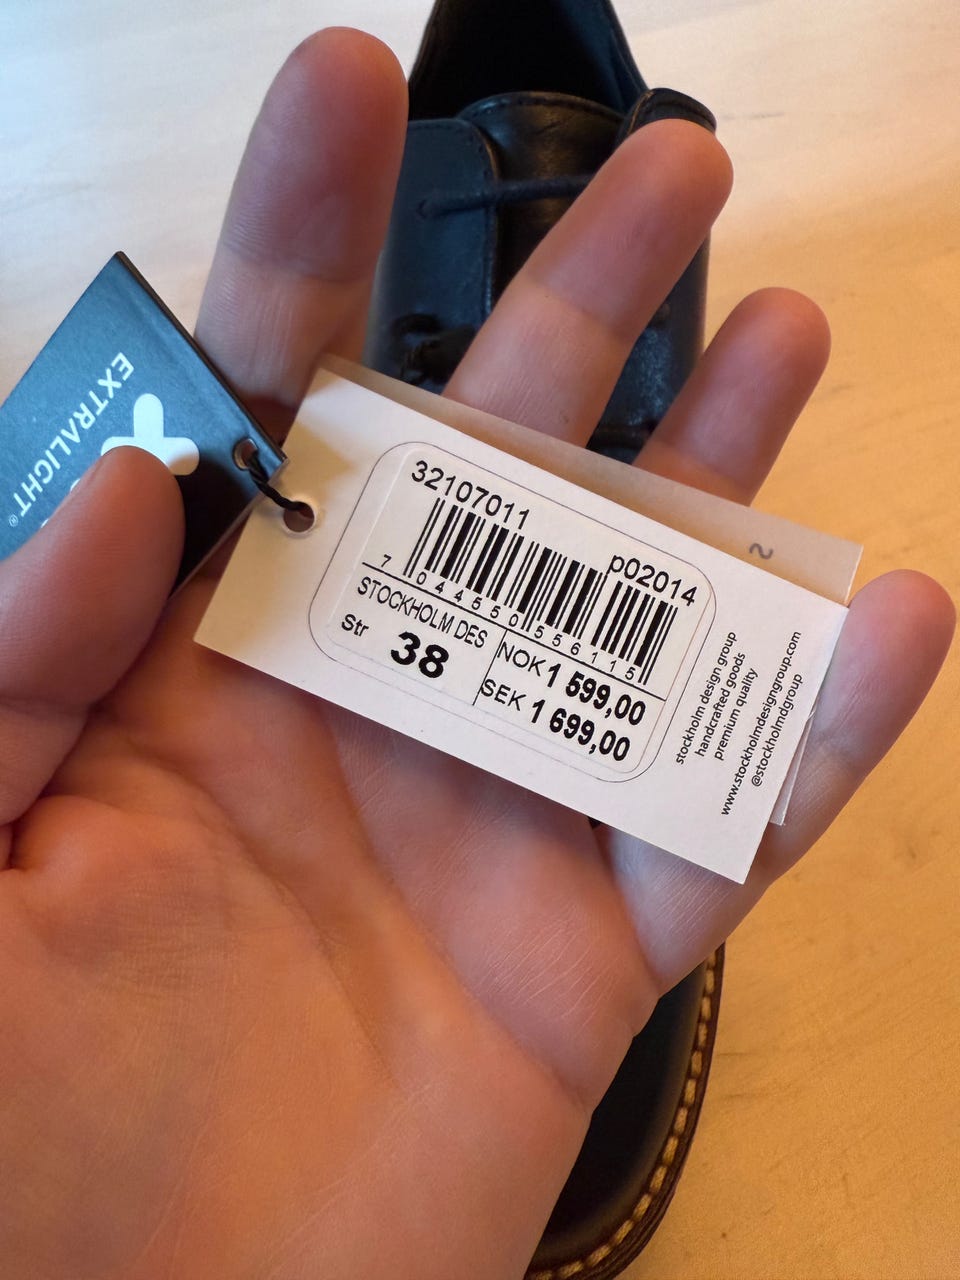 EXTRALIGHT®
32107011
p02014
7 044550 556115
STOCKHOLM DES
Str 38
NOK 1 599,00
SEK 1 699,00
stockholm design group
handcrafted goods
premium quality
www.stockholmdesigngroup.com
@stockholmdgroup
2